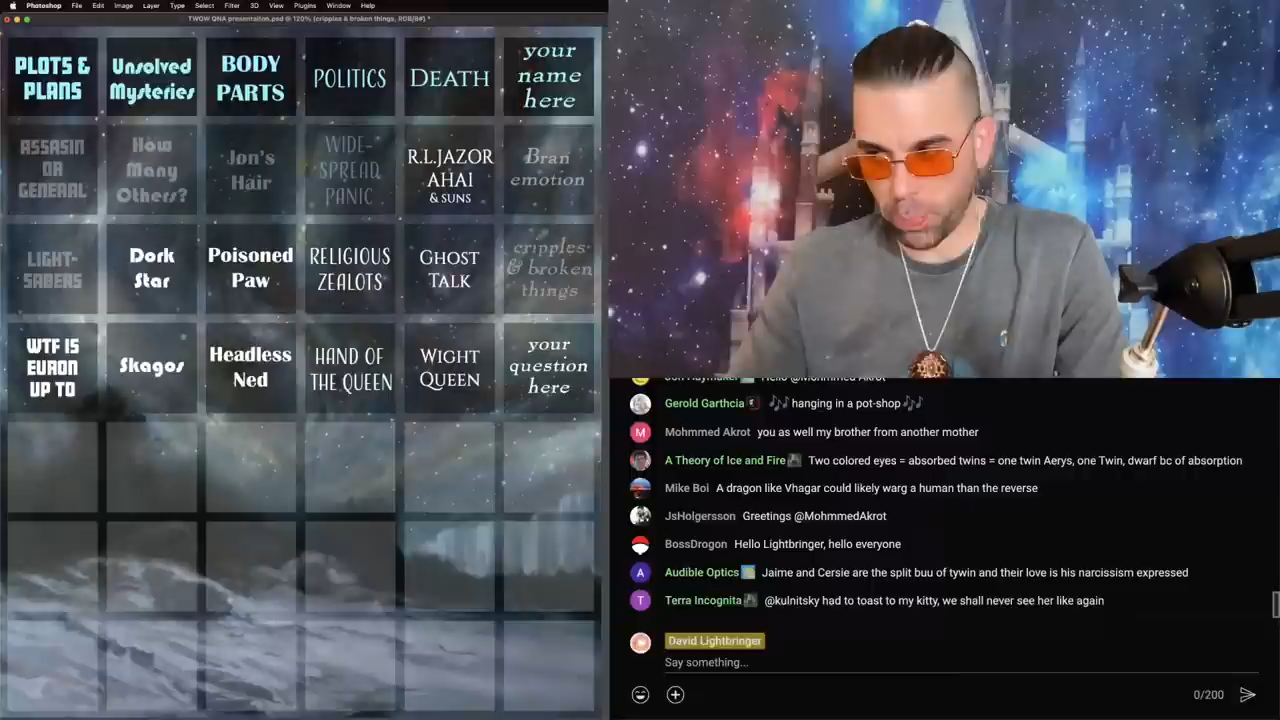 Photoshop File Edit Image Layer Type Select Filter 3D View Plugins Window Help
TWOW QNA presentaiton.psd @ 120% (cripples & broken things, RGB/8#) *
PLOTS &
PLANS
Unsolved
Mysteries
BODY
PARTS
POLITICS
DEATH
your
name
here
ASSASIN
OR
GENERAL
How
Many
Others?
Jon's
Hair
WIDE-
SPREAD
PANIC
R.L.JAZOR
AHAI
& SUNS
Bran
emotion
LIGHT-
SABERS
Dork
Star
Poisoned
Paw
RELIGIOUS
ZEALOTS
GHOST
TALK
cripples
& broken
things
WTF IS
EURON
UP TO
Skagos
Headless
Ned
HAND OF
THE QUEEN
WIGHT
QUEEN
your
question
here
Gerold Garthcia 🎶 hanging in a pot-shop 🎶
Mohmmed Akrot you as well my brother from another mother
A Theory of Ice and Fire Two colored eyes = absorbed twins = one twin Aerys, one Twin, dwarf bc of absorption
Mike Boi A dragon like Vhagar could likely warg a human than the reverse
JsHolgersson Greetings @MohmmedAkrot
BossDrogon Hello Lightbringer, hello everyone
A Audible Optics Jaime and Cersie are the split buu of tywin and their love is his narcissism expressed
T Terra Incognita @kulnitsky had to toast to my kitty, we shall never see her like again
David Lightbringer
Say something...
0/200